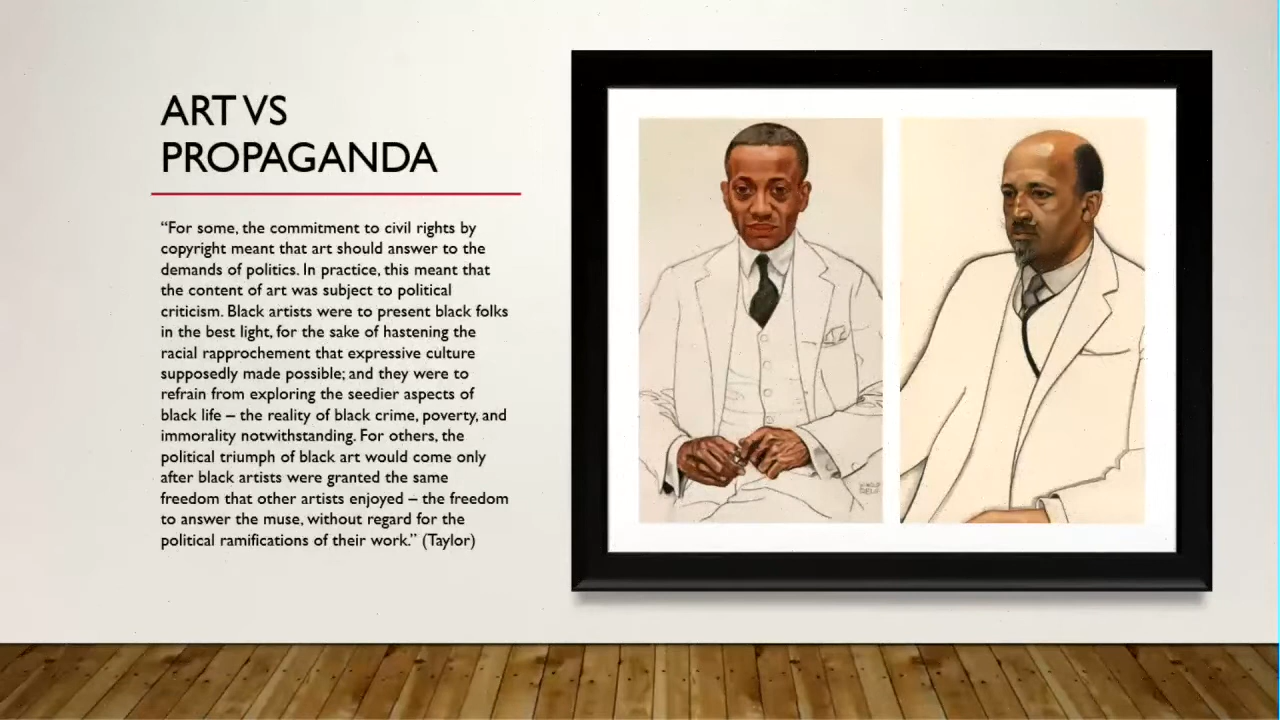 ART VS
PROPAGANDA
“For some, the commitment to civil rights by
copyright meant that art should answer to the
demands of politics. In practice, this meant that
the content of art was subject to political
criticism. Black artists were to present black folks
in the best light, for the sake of hastening the
racial rapprochement that expressive culture
supposedly made possible; and they were to
refrain from exploring the seedier aspects of
black life – the reality of black crime, poverty, and
immorality notwithstanding. For others, the
political triumph of black art would come only
after black artists were granted the same
freedom that other artists enjoyed – the freedom
to answer the muse, without regard for the
political ramifications of their work.” (Taylor)